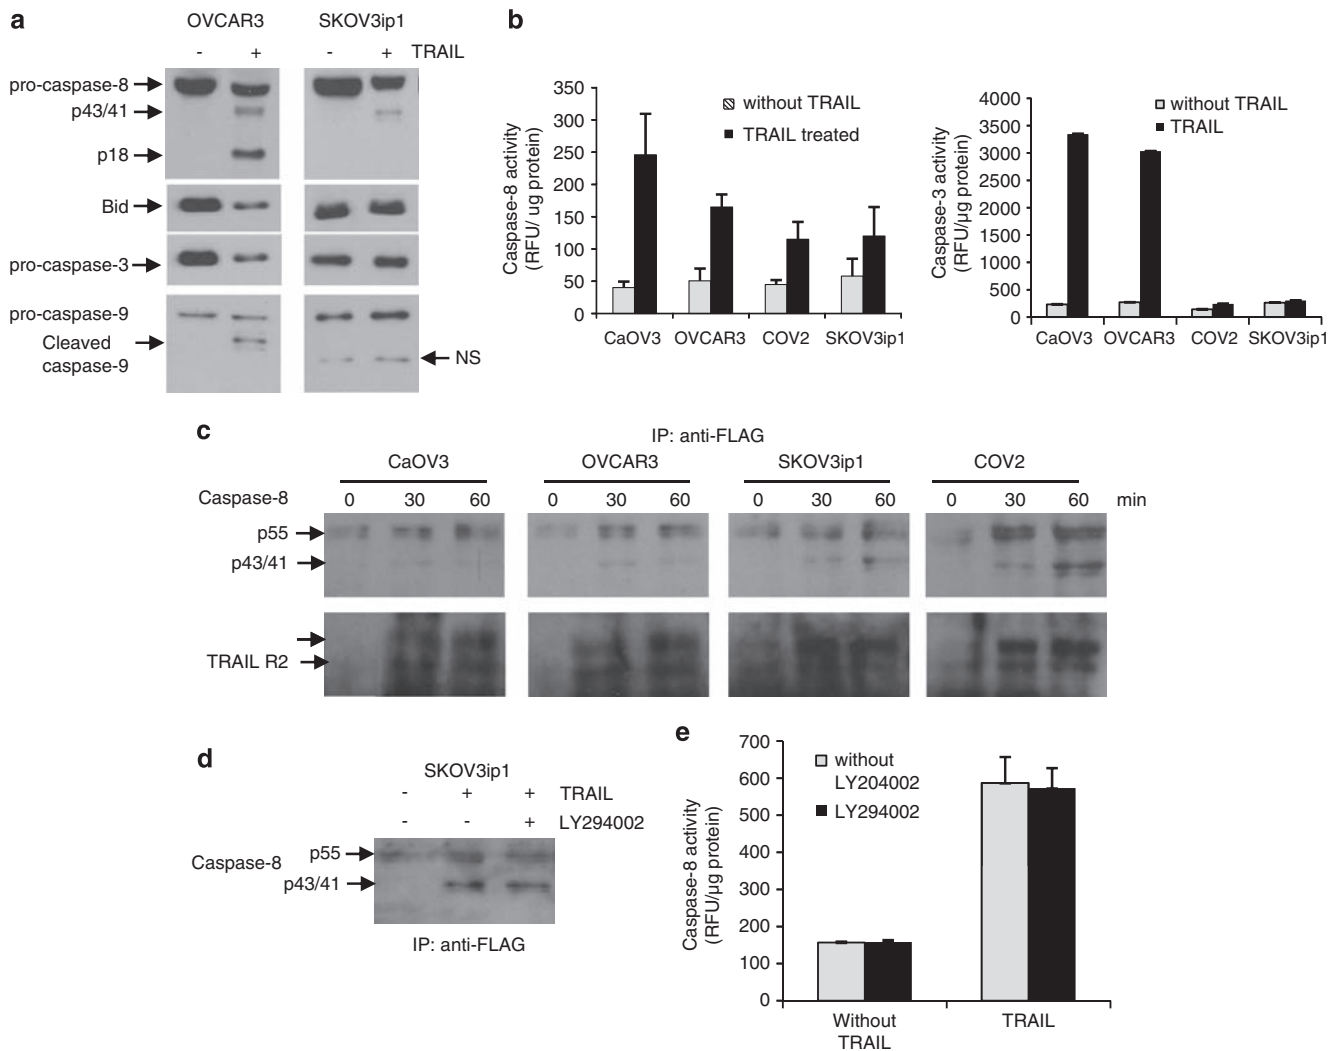 a
OVCAR3 SKOV3ip1
- + - + TRAIL
pro-caspase-8
p43/41
p18
Bid
pro-caspase-3
pro-caspase-9
Cleaved
caspase-9
NS
b
Caspase-8 activity
(RFU/ ug protein)
350
300
250
200
150
100
50
0
without TRAIL
TRAIL treated
CaOV3 OVCAR3 COV2 SKOV3ip1
Caspase-3 activity
(RFU/µg protein)
4000
3500
3000
2500
2000
1500
1000
500
0
without TRAIL
TRAIL
CaOV3 OVCAR3 COV2 SKOV3ip1
c
IP: anti-FLAG
CaOV3 OVCAR3 SKOV3ip1 COV2
Caspase-8 0 30 60 0 30 60 0 30 60 0 30 60 min
p55
p43/41
TRAIL R2
d
SKOV3ip1
- + + TRAIL
- - + LY294002
Caspase-8
p55
p43/41
IP: anti-FLAG
e
Caspase-8 activity
(RFU/µg protein)
700
600
500
400
300
200
100
0
without
LY204002
LY294002
Without
TRAIL
TRAIL